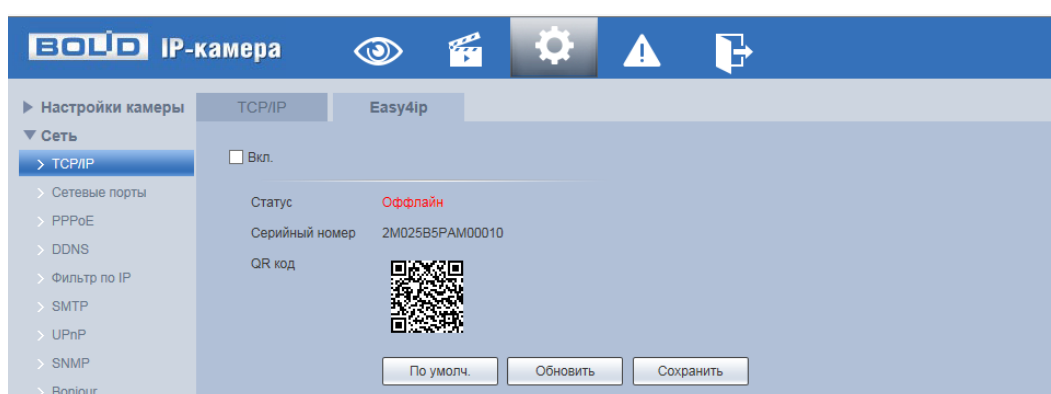 BOLID IP-камера
Настройки камеры
Сеть
TCP/IP
Сетевые порты
PPPoE
DDNS
Фильтр по IP
SMTP
UPnP
SNMP
Bonjour
TCP/IP
Easy4ip
Вкл.
Статус Оффлайн
Серийный номер 2M025B5PAM00010
QR код
По умолч. Обновить Сохранить